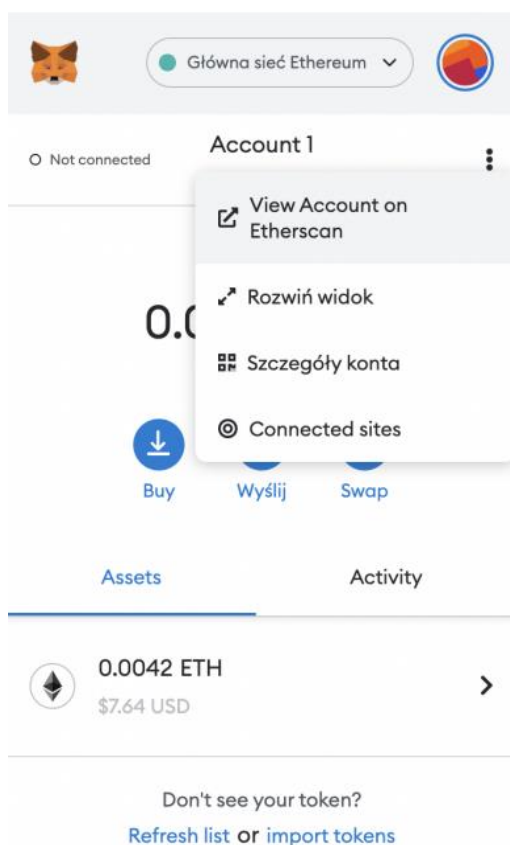 Główna sieć Ethereum
Not connected
Account 1
View Account on
Etherscan
Rozwiń widok
0.0
Szczegóły konta
Connected sites
Buy
Wyślij
Swap
Assets
Activity
0.0042 ETH
$7.64 USD
Don't see your token?
Refresh list or import tokens